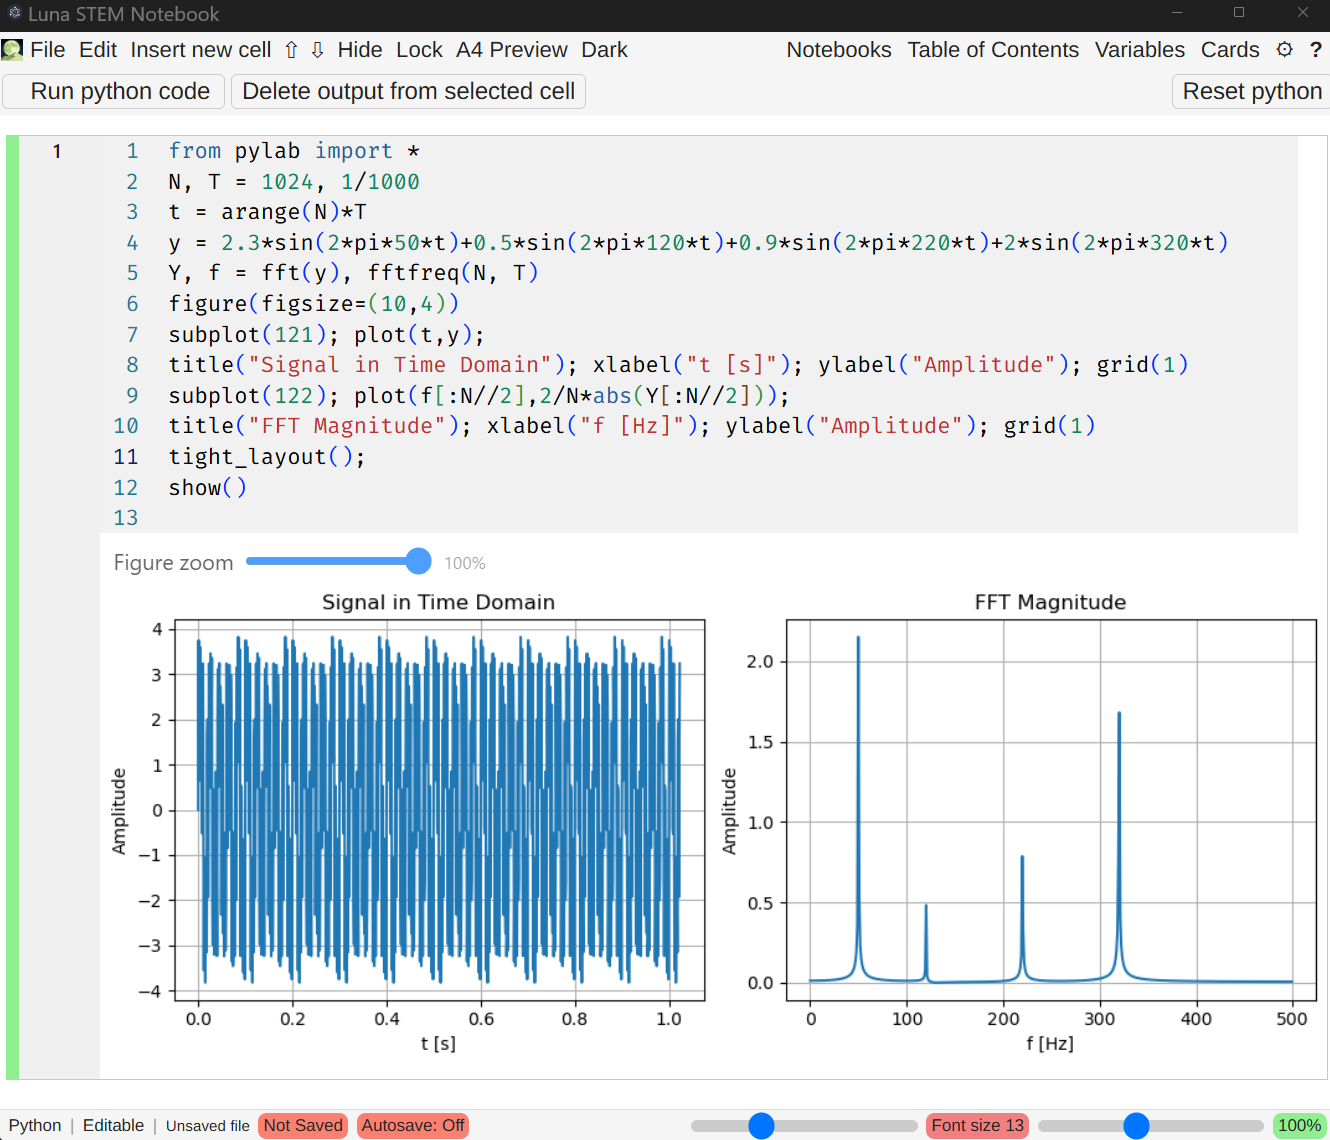 Luna STEM Notebook
File Edit Insert new cell ⇧ ⇩ Hide Lock A4 Preview Dark Notebooks Table of Contents Variables Cards ⚙ ?
Run python code Delete output from selected cell Reset python
1
1 from pylab import *
2 N, T = 1024, 1/1000
3 t = arange(N)*T
4 y = 2.3*sin(2*pi*50*t)+0.5*sin(2*pi*120*t)+0.9*sin(2*pi*220*t)+2*sin(2*pi*320*t)
5 Y, f = fft(y), fftfreq(N, T)
6 figure(figsize=(10,4))
7 subplot(121); plot(t,y);
8 title("Signal in Time Domain"); xlabel("t [s]"); ylabel("Amplitude"); grid(1)
9 subplot(122); plot(f[:N//2],2/N*abs(Y[:N//2]));
10 title("FFT Magnitude"); xlabel("f [Hz]"); ylabel("Amplitude"); grid(1)
11 tight_layout();
12 show()
13
Figure zoom 100%
Signal in Time Domain
Amplitude
4
3
2
1
0
−1
−2
−3
−4
0.0 0.2 0.4 0.6 0.8 1.0
t [s]
FFT Magnitude
Amplitude
2.0
1.5
1.0
0.5
0.0
0 100 200 300 400 500
f [Hz]
Python | Editable | Unsaved file Not Saved Autosave: Off Font size 13 100%